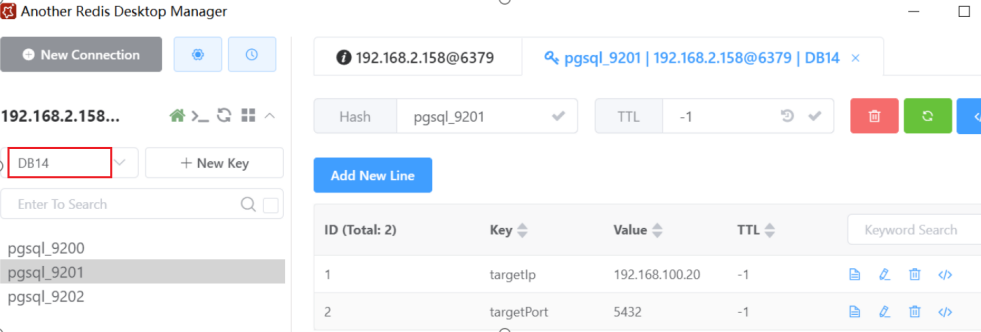 Another Redis Desktop Manager
New Connection
192.168.2.158@6379
pgsql_9201 | 192.168.2.158@6379 | DB14
192.168.2.158...
Hash
pgsql_9201
TTL
-1
DB14
+ New Key
Add New Line
Enter To Search
ID (Total: 2)
Key
Value
TTL
Keyword Search
pgsql_9200
pgsql_9201
pgsql_9202
1 targetIp 192.168.100.20 -1
2 targetPort 5432 -1